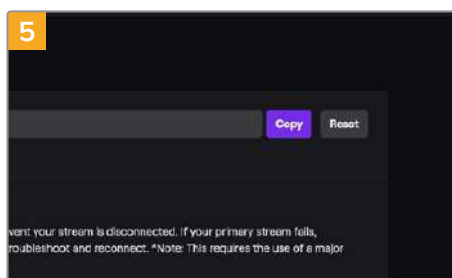 5
Copy Reset
vent your stream is disconnected. If your primary stream fails,
roubleshoot and reconnect. *Note: This requires the use of a major